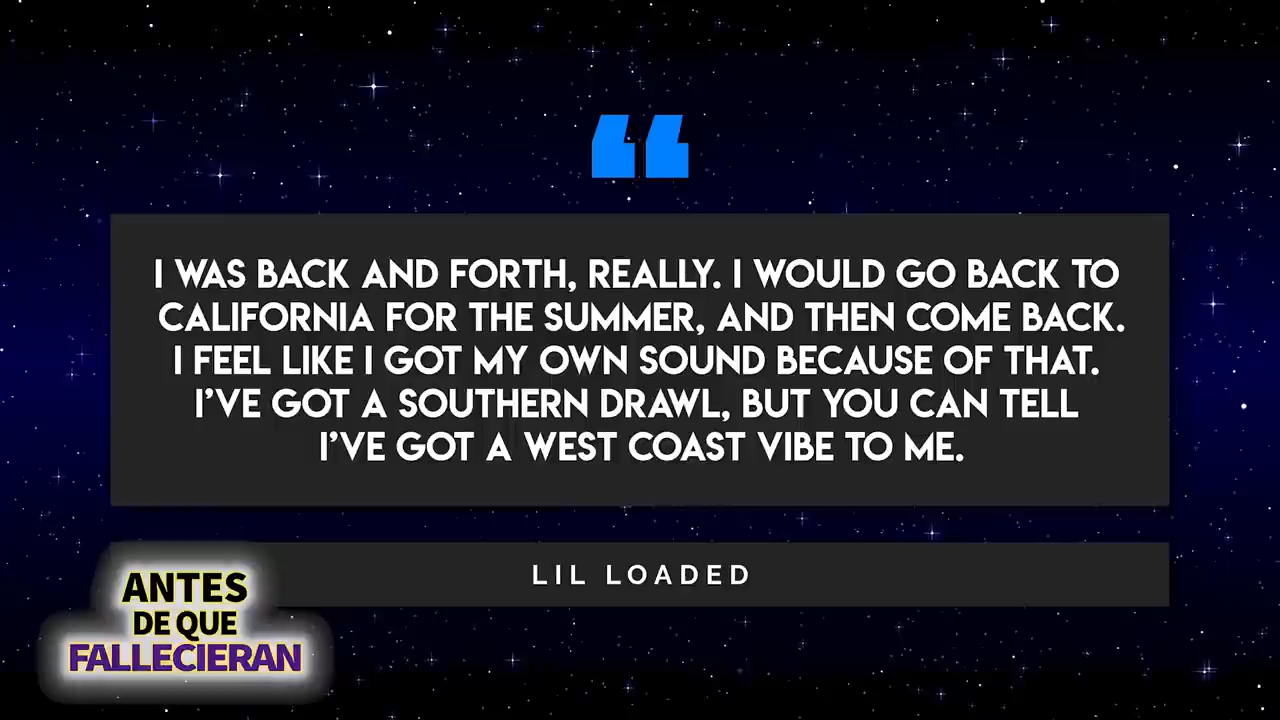 I WAS BACK AND FORTH, REALLY. I WOULD GO BACK TO
CALIFORNIA FOR THE SUMMER, AND THEN COME BACK.
I FEEL LIKE I GOT MY OWN SOUND BECAUSE OF THAT.
I'VE GOT A SOUTHERN DRAWL, BUT YOU CAN TELL
I'VE GOT A WEST COAST VIBE TO ME.
LIL LOADED
ANTES
DE QUE
FALLECIERAN